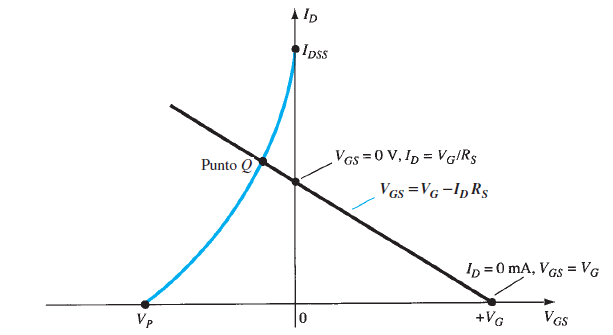 I_D
I_DSS
V_GS = 0 V, I_D = V_G/R_S
Punto Q
V_GS = V_G – I_D R_S
I_D = 0 mA, V_GS = V_G
V_P
0
+V_G
V_GS